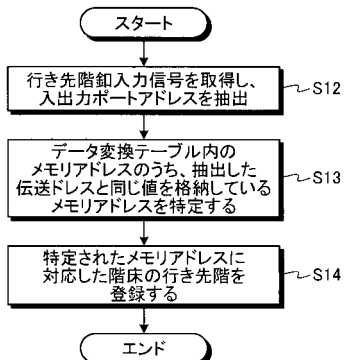 スタート
行き先階釦入力信号を取得し、
入出力ポートアドレスを抽出
S12
データ変換テーブル内の
メモリアドレスのうち、抽出した
伝送ドレスと同じ値を格納している
メモリアドレスを特定する
S13
特定されたメモリアドレスに
対応した階床の行き先階を
登録する
S14
エンド